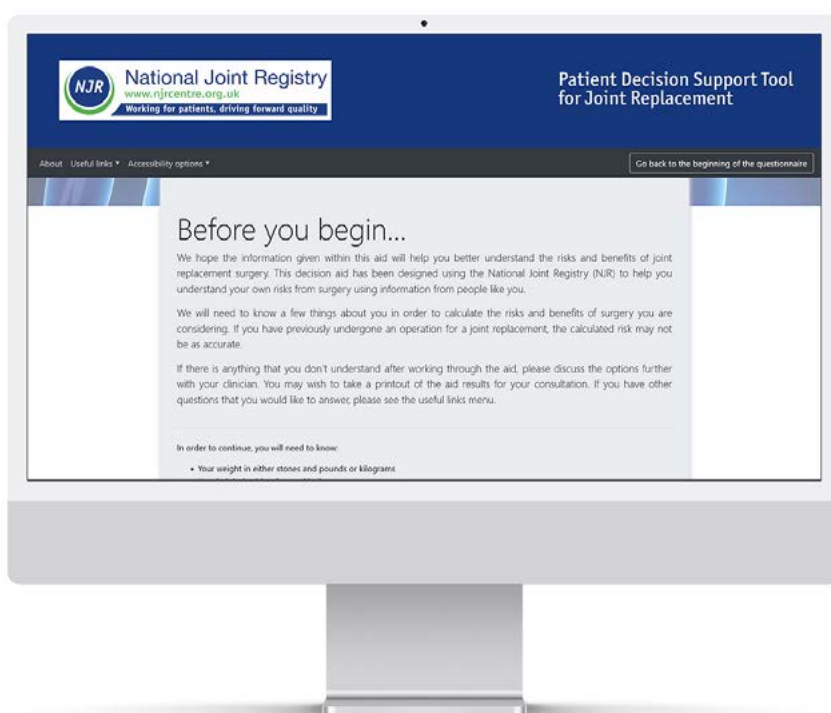 NJR
National Joint Registry
www.njrcentre.org.uk
Working for patients, driving forward quality
Patient Decision Support Tool
for Joint Replacement
About Useful links Accessibility options
Go back to the beginning of the questionnaire
Before you begin...
We hope the information given within this aid will help you better understand the risks and benefits of joint
replacement surgery. This decision aid has been designed using the National Joint Registry (NJR) to help you
understand your own risks from surgery using information from people like you.
We will need to know a few things about you in order to calculate the risks and benefits of surgery you are
considering. If you have previously undergone an operation for a joint replacement, the calculated risk may not
be as accurate.
If there is anything that you don't understand after working through the aid, please discuss the options further
with your clinician. You may wish to take a printout of the aid results for your consultation. If you have other
questions that you would like to answer, please see the useful links menu.
In order to continue, you will need to know:
• Your weight in either stones and pounds or kilograms